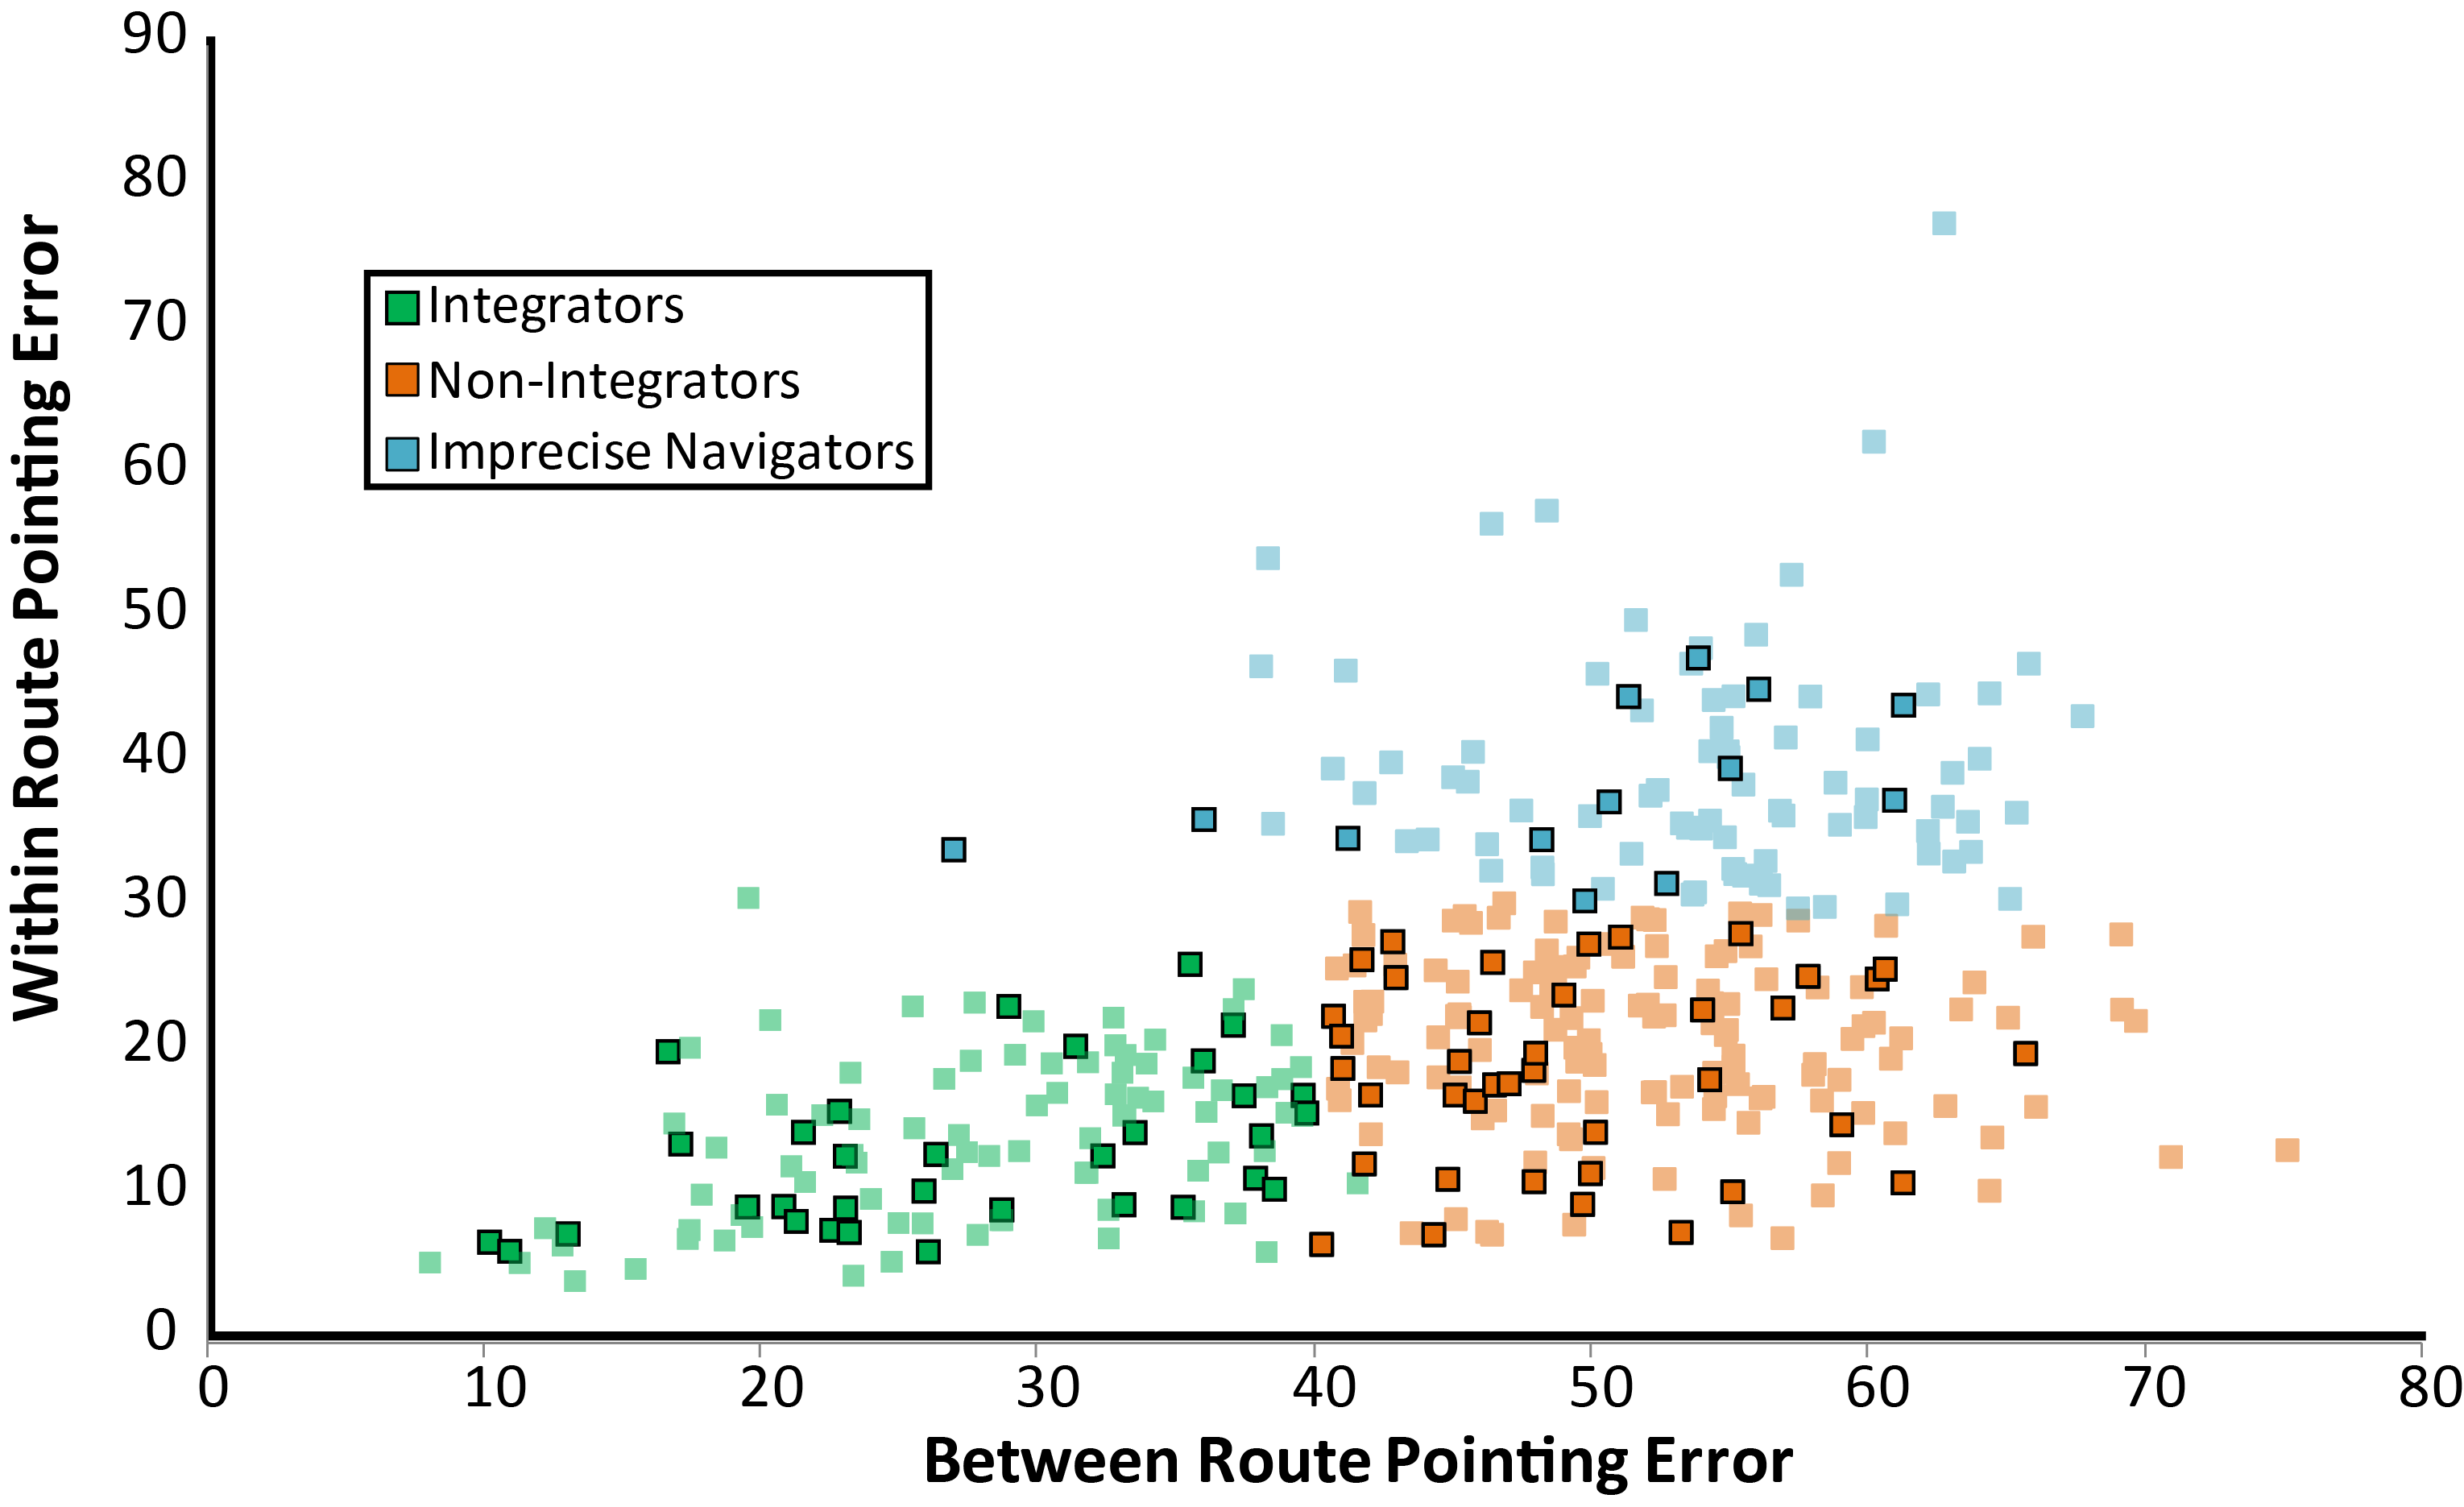 90
80
70
60
50
40
30
20
10
0
Within Route Pointing Error
Integrators
Non-Integrators
Imprecise Navigators
0 10 20 30 40 50 60 70 80
Between Route Pointing Error